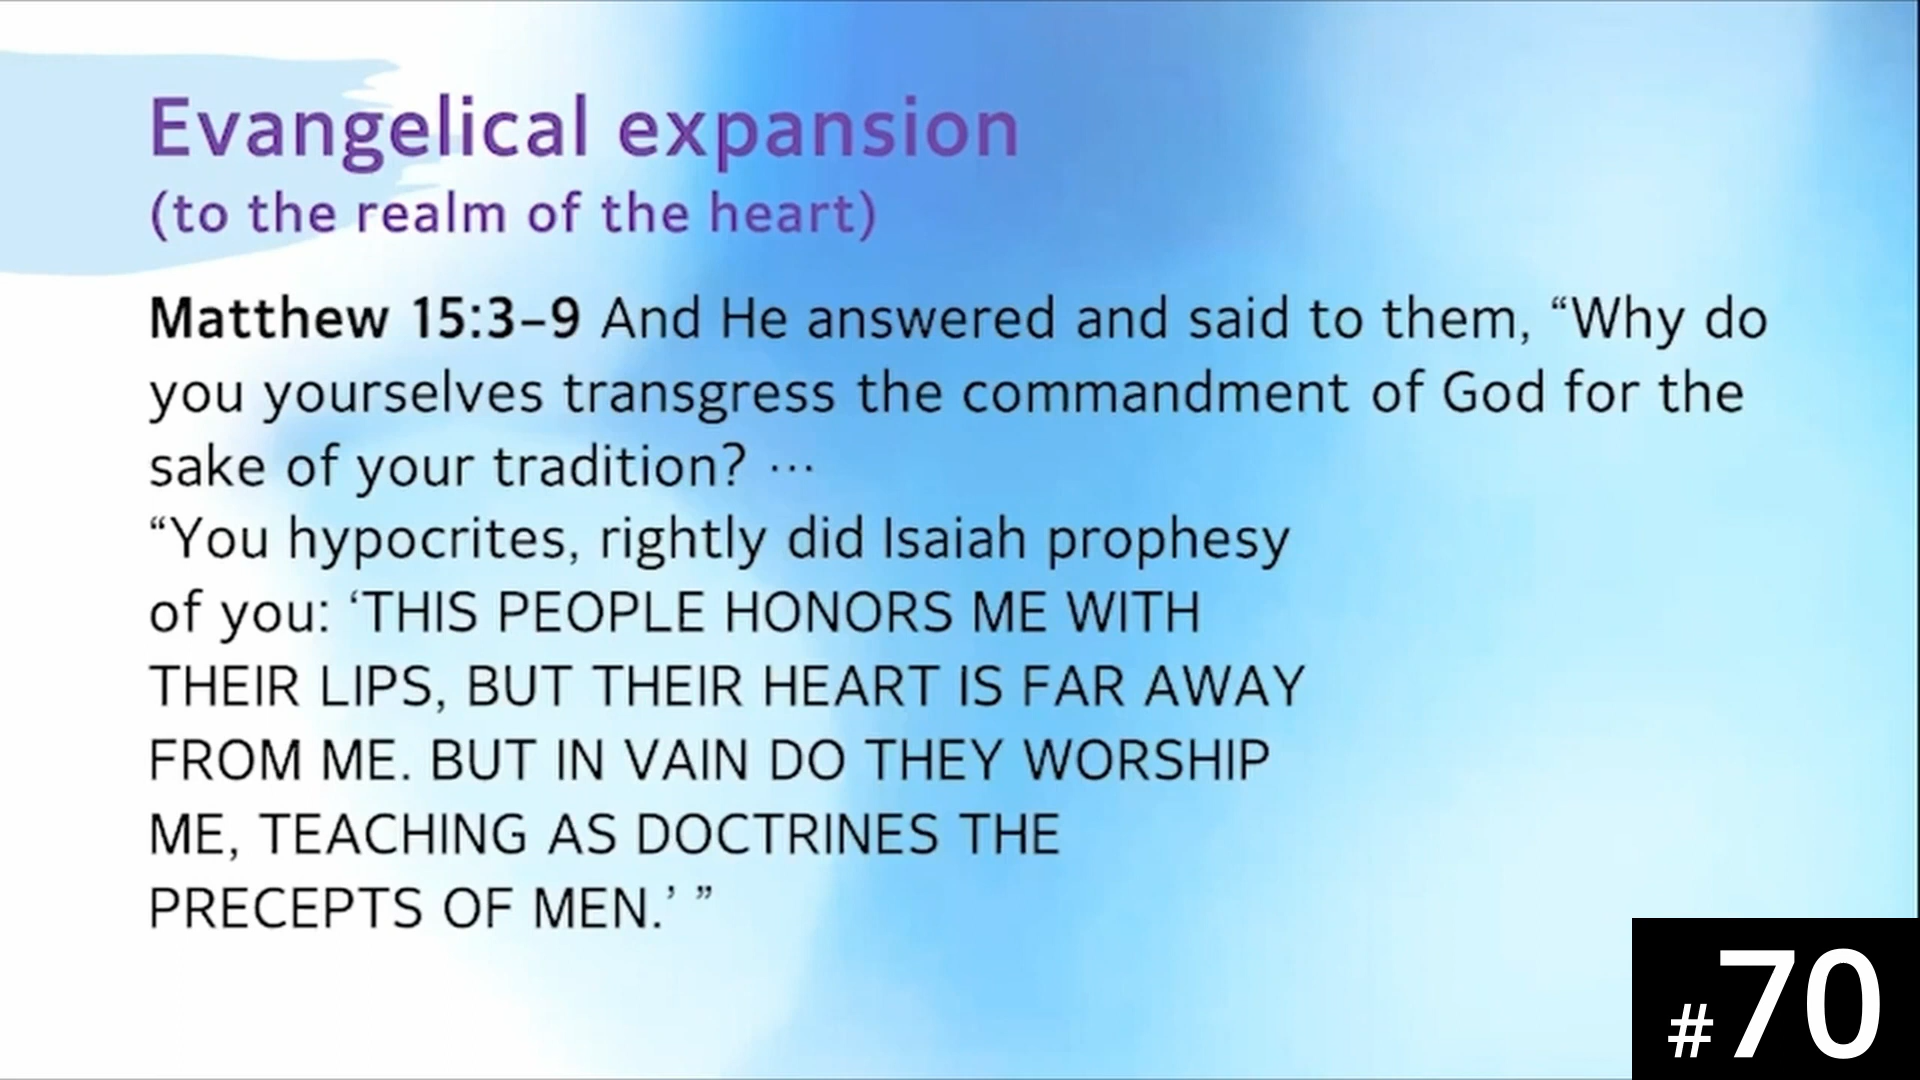 Evangelical expansion
(to the realm of the heart)
Matthew 15:3–9 And He answered and said to them, “Why do
you yourselves transgress the commandment of God for the
sake of your tradition? ···
“You hypocrites, rightly did Isaiah prophesy
of you: ‘THIS PEOPLE HONORS ME WITH
THEIR LIPS, BUT THEIR HEART IS FAR AWAY
FROM ME. BUT IN VAIN DO THEY WORSHIP
ME, TEACHING AS DOCTRINES THE
PRECEPTS OF MEN.’ ”
#70